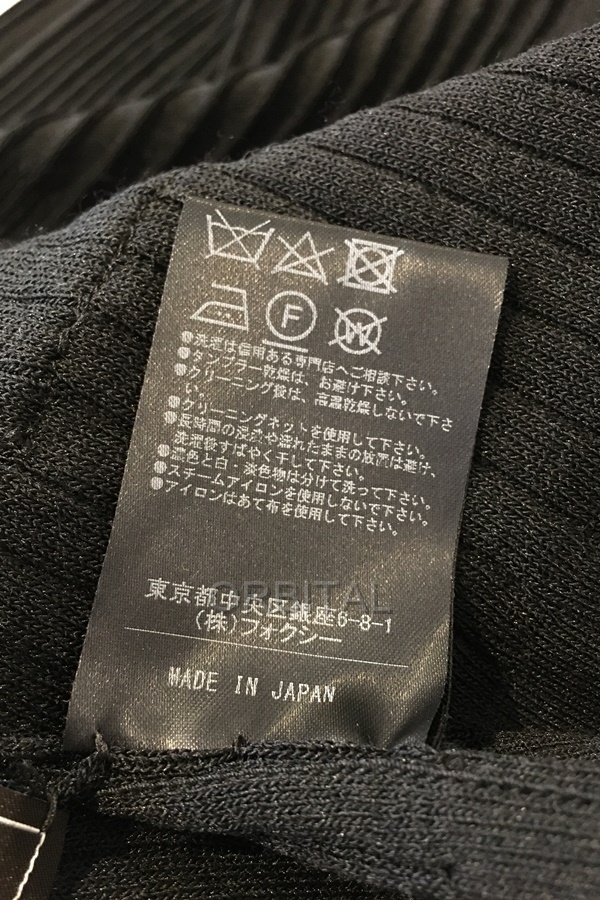 F
W
●洗濯は信用ある専門店へご相談下さい。
●タンブラー乾燥は、お避け下さい。
●クリーニング後は、高温乾燥しないで下さ
い。
●クリーニングネットを使用して下さい。
●長時間の浸漬や濡れたままの放置は避け、
洗濯後すばやく干して下さい。
●濃色と白・淡色物は分けて洗って下さい。
●スチームアイロンを使用しないで下さい。
●アイロンはあて布を使用して下さい。
ORBITAL
東京都中央区銀座6-8-1
(株)フォクシー
MADE IN JAPAN